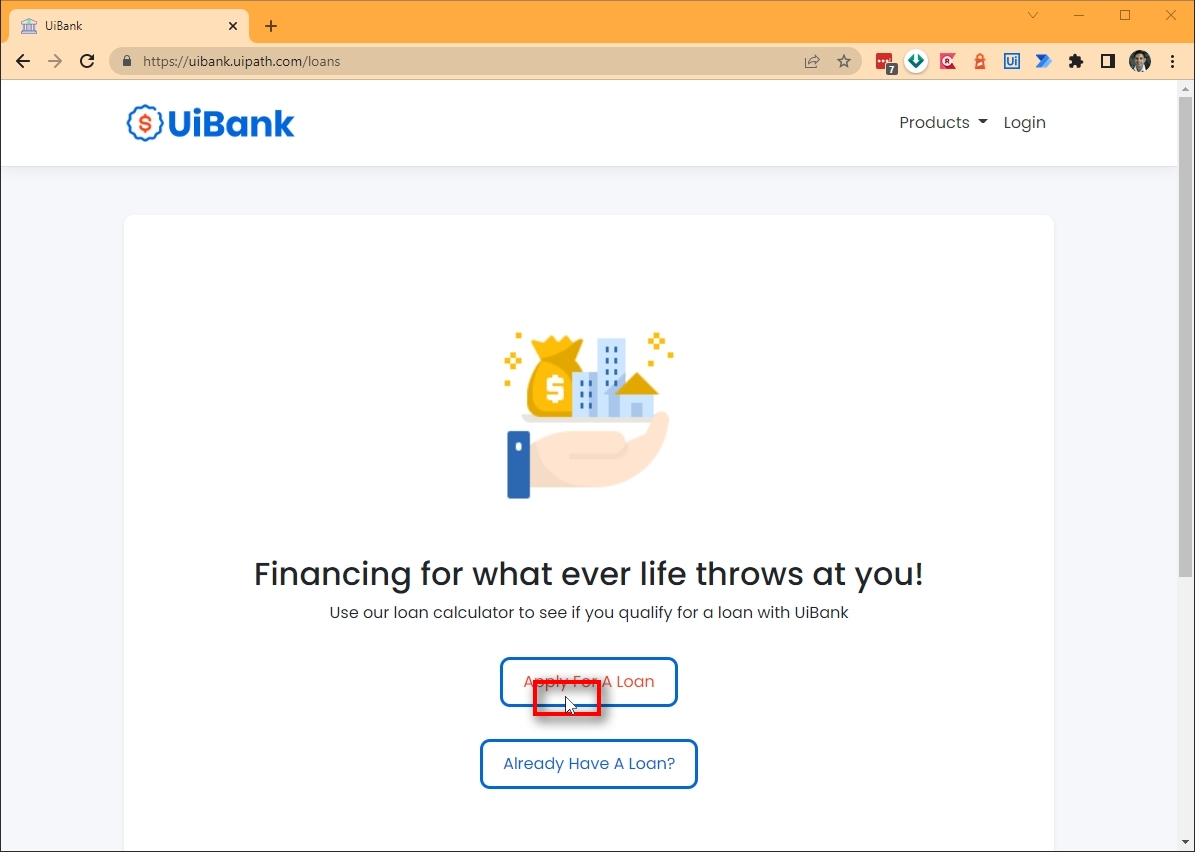 UiBank
https://uibank.uipath.com/loans
7
Ui
$ UiBank
Products Login
$
Financing for what ever life throws at you!
Use our loan calculator to see if you qualify for a loan with UiBank
Apply For A Loan
Already Have A Loan?